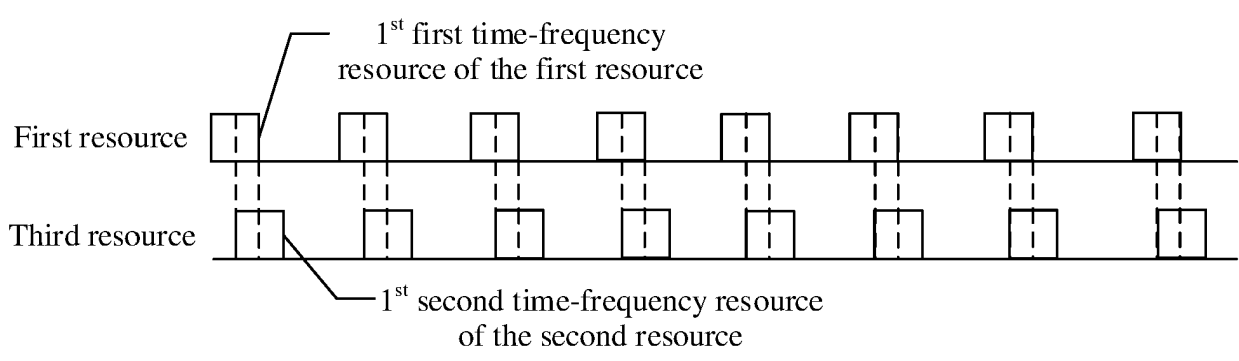 1st first time-frequency
resource of the first resource
First resource
Third resource
1st second time-frequency resource
of the second resource